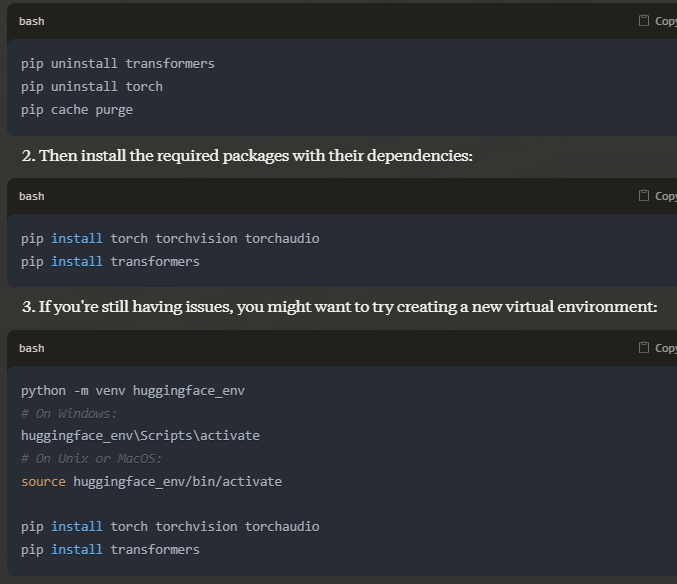 bash
Copy
pip uninstall transformers
pip uninstall torch
pip cache purge
2. Then install the required packages with their dependencies:
bash
Copy
pip install torch torchvision torchaudio
pip install transformers
3. If you're still having issues, you might want to try creating a new virtual environment:
bash
Copy
python -m venv huggingface_env
# On Windows:
huggingface_env\Scripts\activate
# On Unix or MacOS:
source huggingface_env/bin/activate
pip install torch torchvision torchaudio
pip install transformers